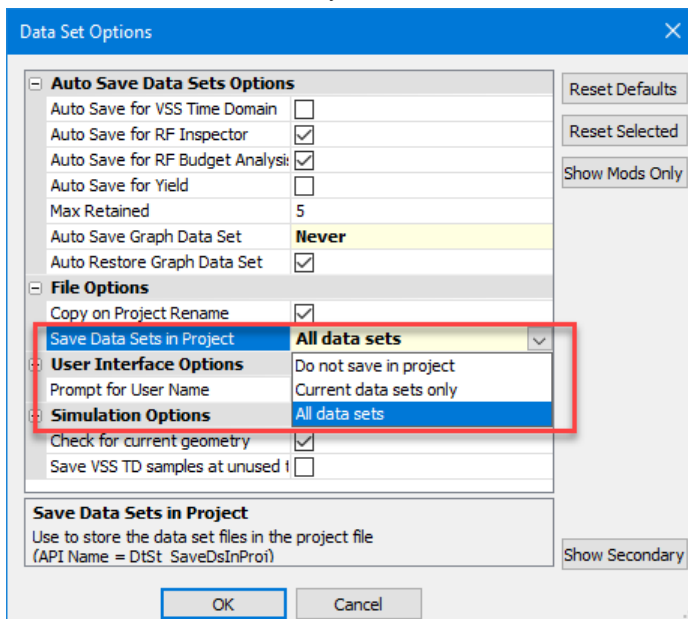 Data Set Options
Auto Save Data Sets Options
Auto Save for VSS Time Domain
Auto Save for RF Inspector
Auto Save for RF Budget Analysi
Auto Save for Yield
Max Retained 5
Auto Save Graph Data Set Never
Auto Restore Graph Data Set
File Options
Copy on Project Rename
Save Data Sets in Project All data sets
User Interface Options Do not save in project
Prompt for User Name Current data sets only
Simulation Options All data sets
Check for current geometry
Save VSS TD samples at unused
Save Data Sets in Project
Use to store the data set files in the project file
(API Name = DtSt_SaveDsInProj)
Reset Defaults
Reset Selected
Show Mods Only
Show Secondary
OK Cancel